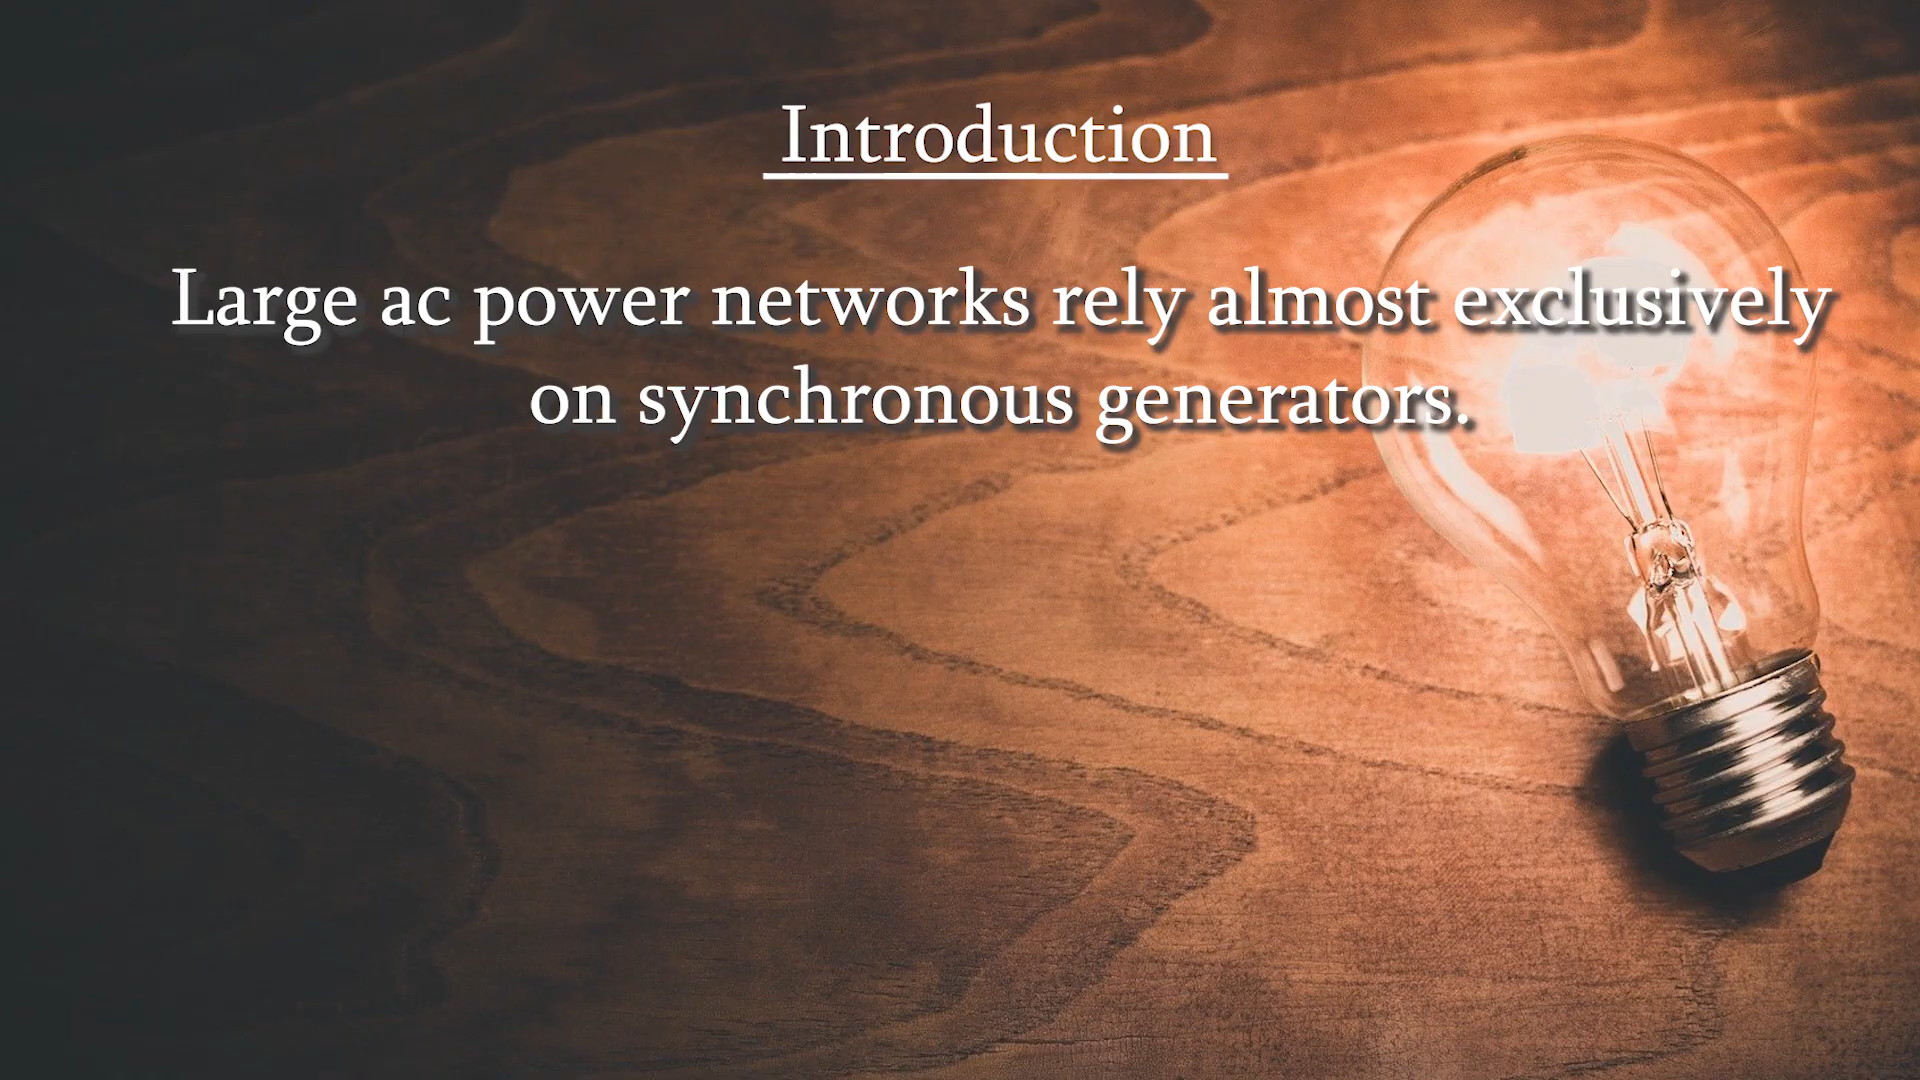 Introduction
Large ac power networks rely almost exclusively
on synchronous generators.